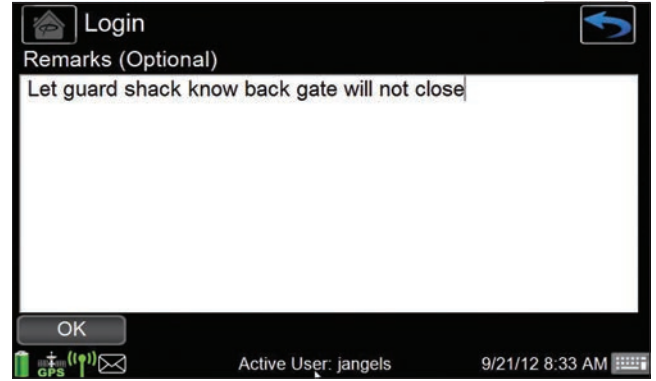 Login
Remarks (Optional)
Let guard shack know back gate will not close
OK
GPS
Active User: jangels
9/21/12 8:33 AM